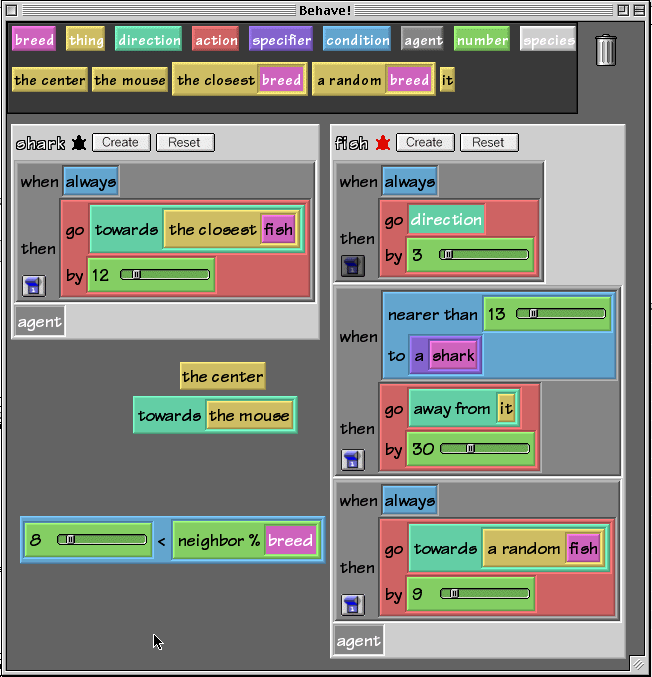 Behave!
breed thing direction action specifier condition agent number species
the center the mouse the closest breed a random breed it
shark Create Reset
when always
then
go towards the closest fish
by 12
agent
the center
towards the mouse
8 < neighbor % breed
fish Create Reset
when always
then
go direction
by 3
when
nearer than 13
to a shark
then
go away from it
by 30
when always
then
go towards a random fish
by 9
agent